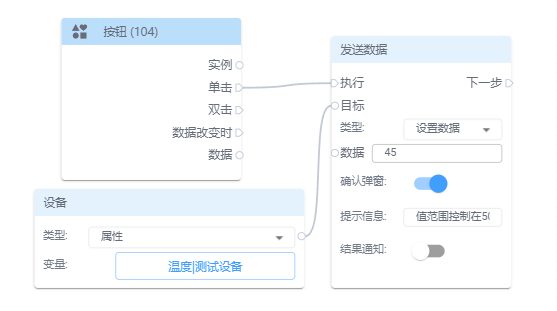 按钮 (104)
实例
单击
双击
数据改变时
数据
发送数据
执行
下一步
目标
类型:
设置数据
数据
45
确认弹窗:
提示信息:
值范围控制在50
结果通知:
设备
类型:
属性
变量:
温度|测试设备